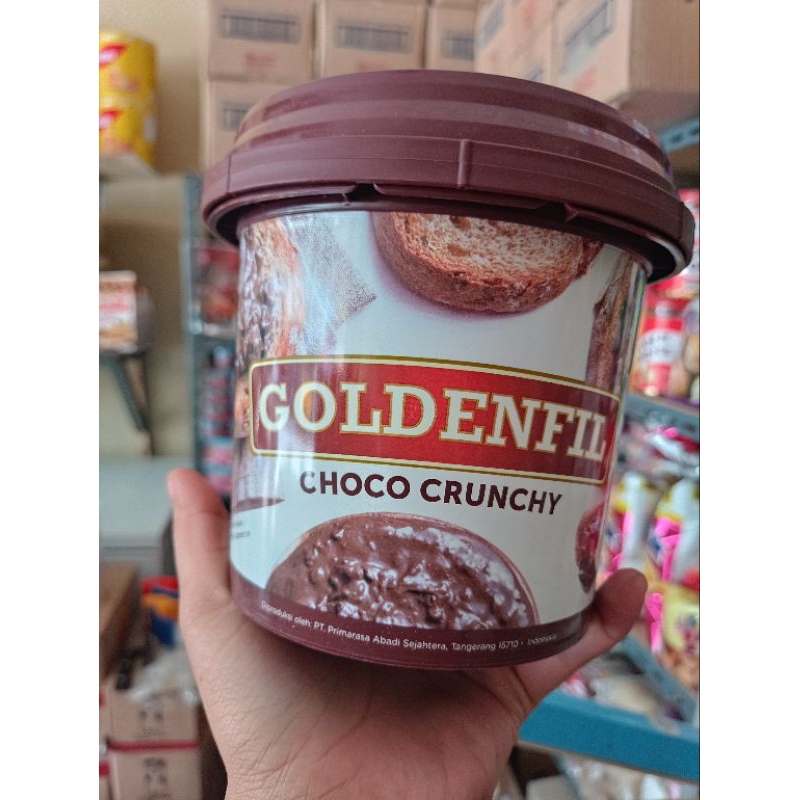 GOLDENFIL
CHOCO CRUNCHY
Diproduksi oleh: PT. Primarasa Abadi Sejahtera, Tangerang 15710 - Indonesia